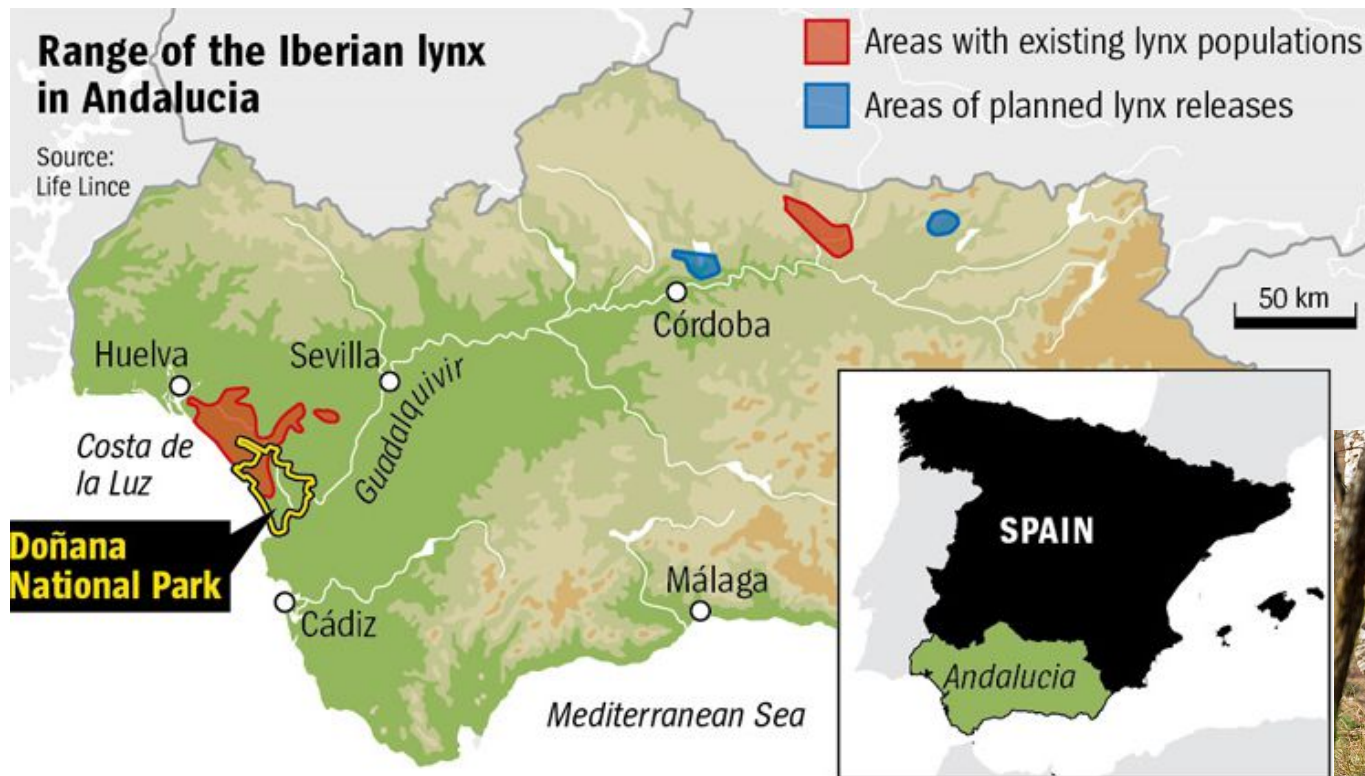 Range of the Iberian lynx
in Andalucia
Source:
Life Lince
Areas with existing lynx populations
Areas of planned lynx releases
50 km
Córdoba
Huelva
Sevilla
Guadalquivir
Costa de
la Luz
Doñana
National Park
Cádiz
Málaga
Mediterranean Sea
SPAIN
Andalucia